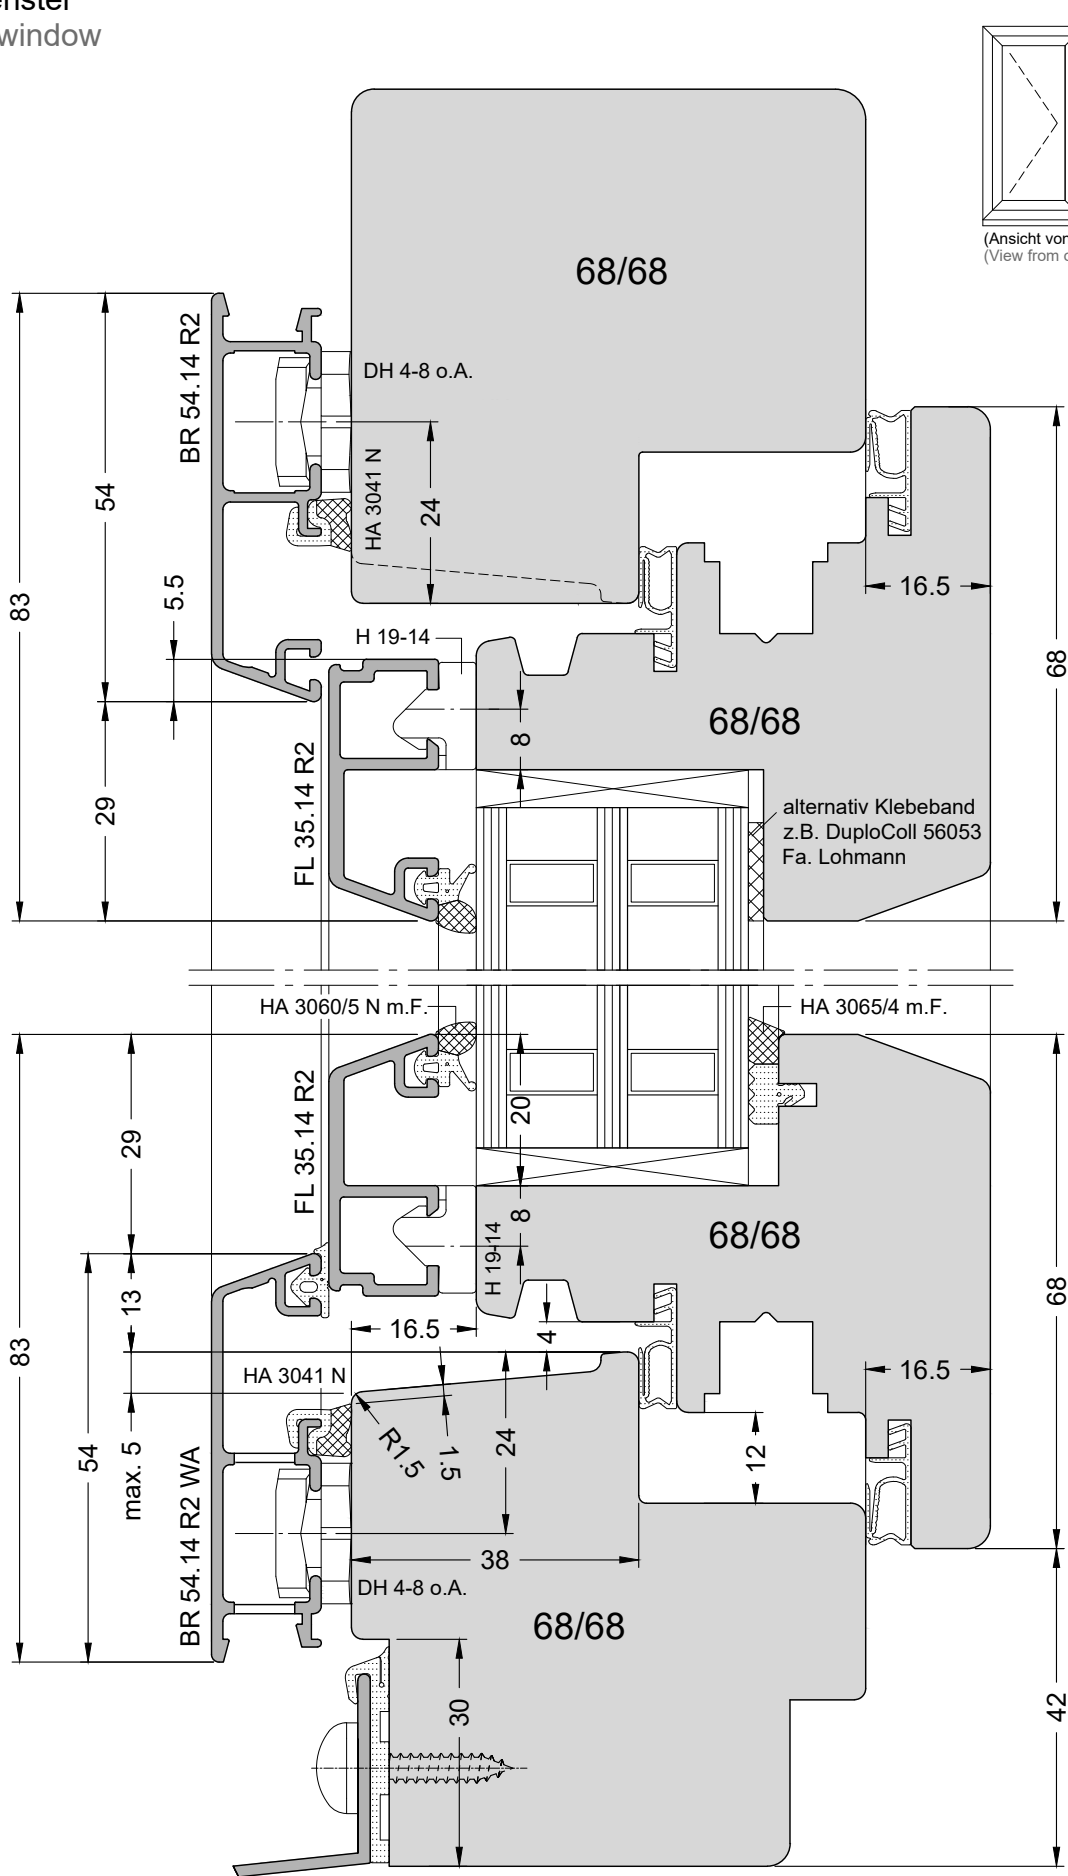 enster
window
(Ansicht von
(View from o
68/68
BR 54.14 R2
DH 4-8 o.A.
HA 3041 N
24
54
83
5.5
16.5
H 19-14
68
68/68
8
29
FL 35.14 R2
alternativ Klebeband
z.B. DuploColl 56053
Fa. Lohmann
HA 3060/5 N m.F.
HA 3065/4 m.F.
29
FL 35.14 R2
20
8
H 19-14
68/68
68
13
16.5
4
83
HA 3041 N
16.5
max. 5
54
R1.5
1.5
24
12
BR 54.14 R2 WA
38
DH 4-8 o.A.
68/68
30
42